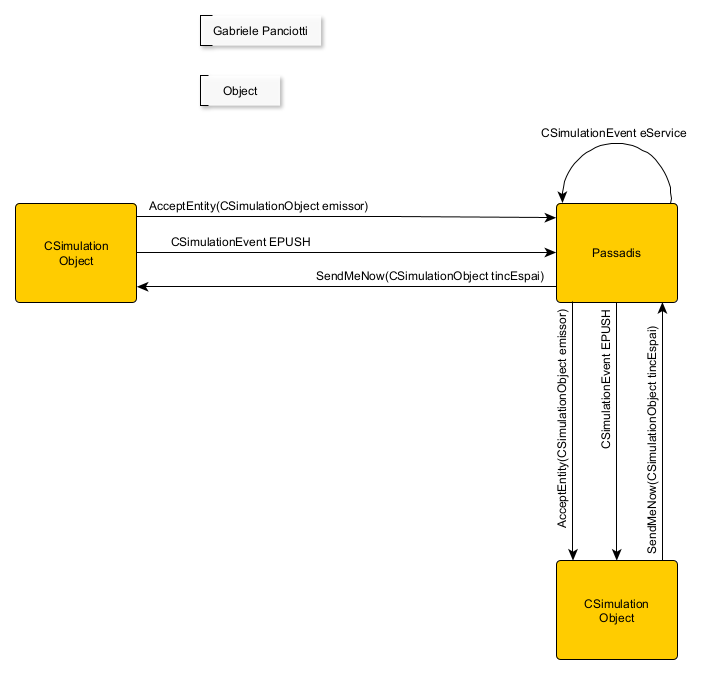 Gabriele Panciotti
Object
CSimulationEvent eService
AcceptEntity(CSimulationObject emissor)
CSimulation
Object
CSimulationEvent EPUSH
Passadis
SendMeNow(CSimulationObject tincEspai)
AcceptEntity(CSimulationObject emissor)
CSimulationEvent EPUSH
SendMeNow(CSimulationObject tincEspai)
CSimulation
Object